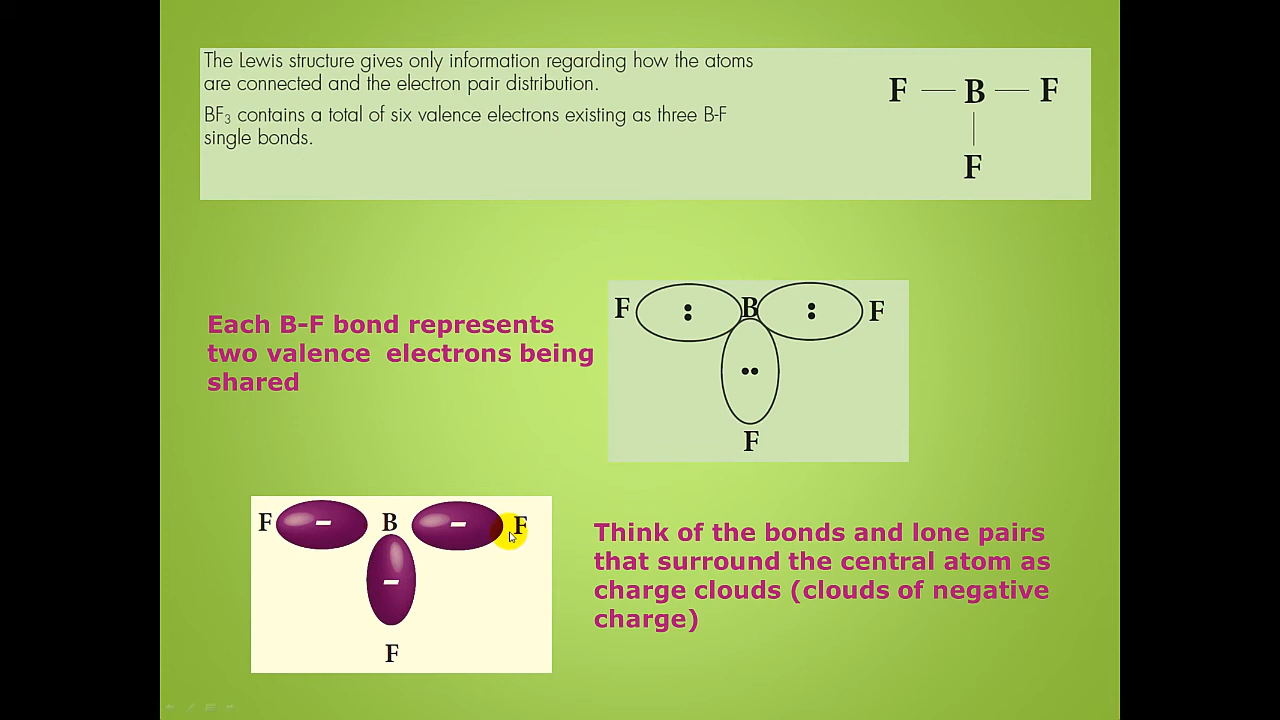 The Lewis structure gives only information regarding how the atoms
are connected and the electron pair distribution.
BF₃ contains a total of six valence electrons existing as three B-F
single bonds.
F B F
F
Each B-F bond represents
two valence electrons being
shared
F : B : F
••
F
F - B - F
-
F
Think of the bonds and lone pairs
that surround the central atom as
charge clouds (clouds of negative
charge)